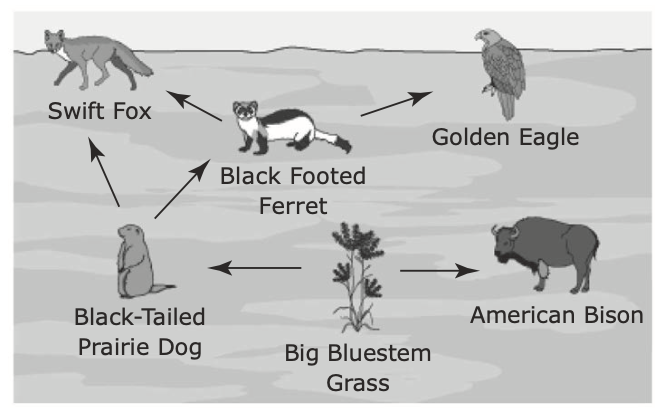 Swift Fox
Golden Eagle
Black Footed
Ferret
Black-Tailed
Prairie Dog
Big Bluestem
Grass
American Bison